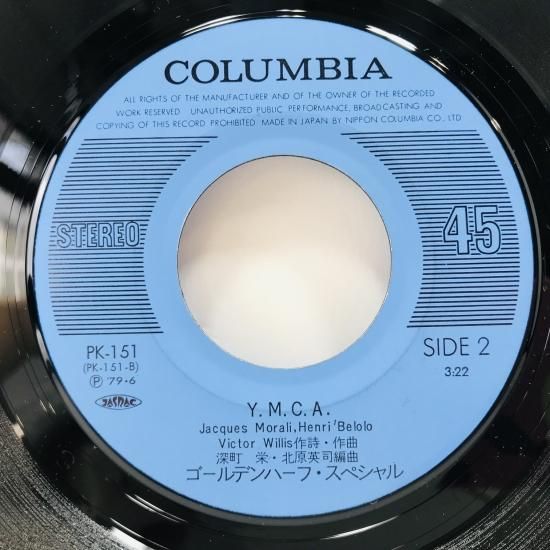 COLUMBIA
ALL RIGHTS OF THE MANUFACTURER AND OF THE OWNER OF THE RECORDED
WORK RESERVED UNAUTHORIZED PUBLIC PERFORMANCE, BROADCASTING AND
COPYING OF THIS RECORD PROHIBITED MADE IN JAPAN BY NIPPON COLUMBIA CO., LTD
STEREO
45
PK-151
(PK-151-B)
Ⓟ '79・6
JASRAC
SIDE 2
3:22
Y.M.C.A.
Jacques Morali, Henri Belolo
Victor Willis作詩・作曲
深町 栄・北原英司編曲
ゴールデンハーフ・スペシャル